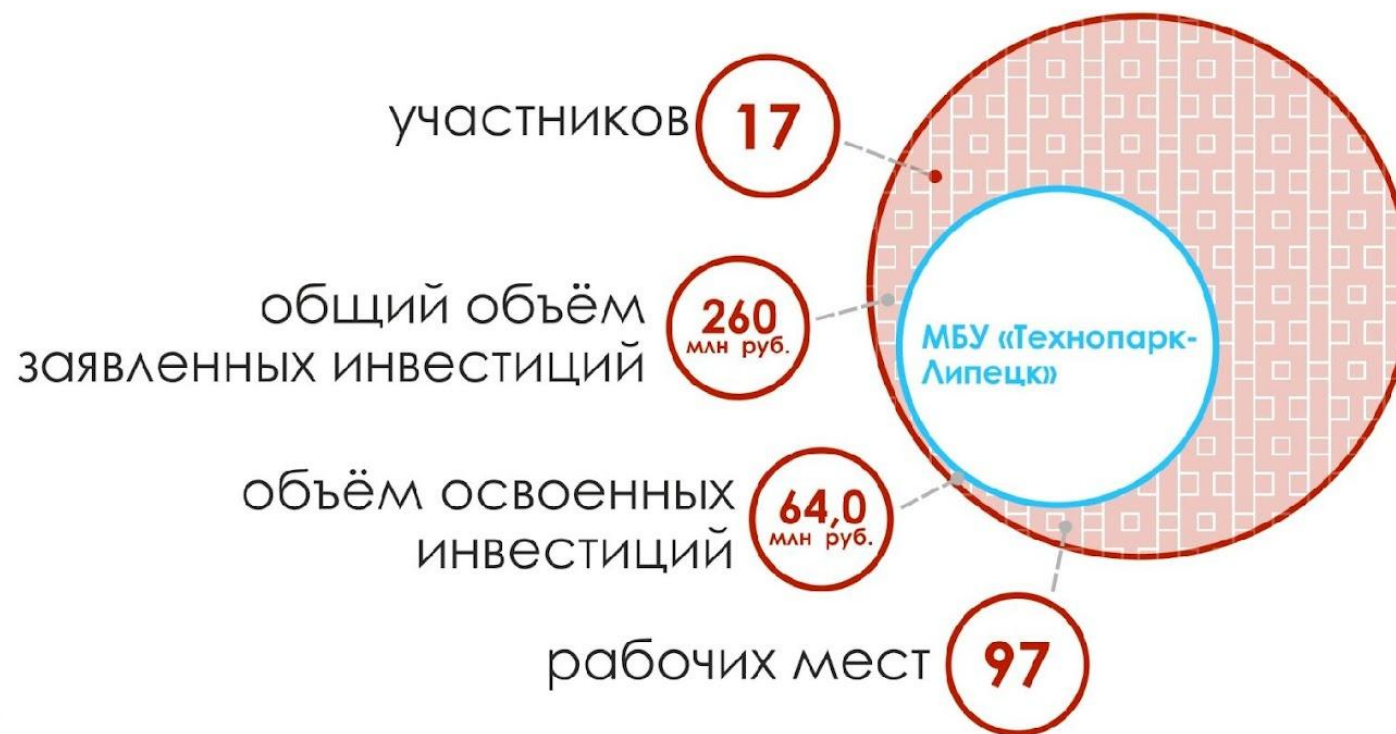 участников
17
общий объём
заявленных инвестиций
260
млн руб.
МБУ «Технопарк-
Липецк»
объём освоенных
инвестиций
64,0
млн руб.
рабочих мест
97